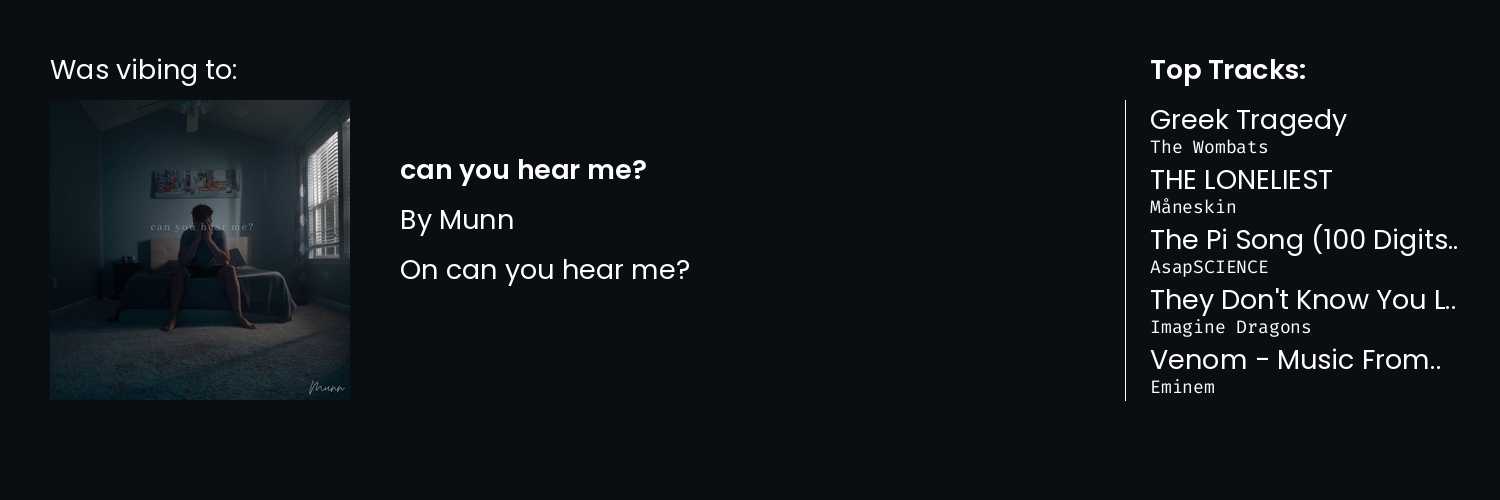 Was vibing to:
can you hear me?
Munn
can you hear me?
By Munn
On can you hear me?
Top Tracks:
Greek Tragedy
The Wombats
THE LONELIEST
Måneskin
The Pi Song (100 Digits..
AsapSCIENCE
They Don't Know You L..
Imagine Dragons
Venom - Music From..
Eminem